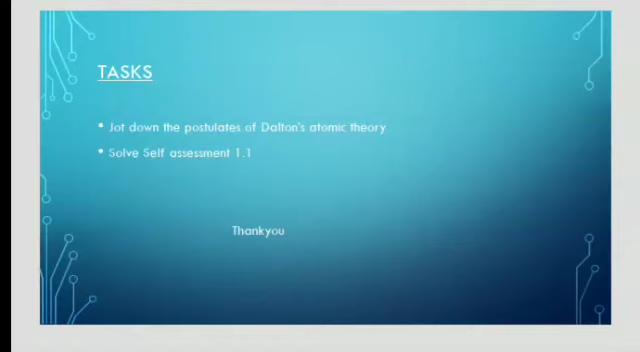 TASKS
• Jot down the postulates of Dalton's atomic theory
• Solve Self assessment 1.1
Thankyou